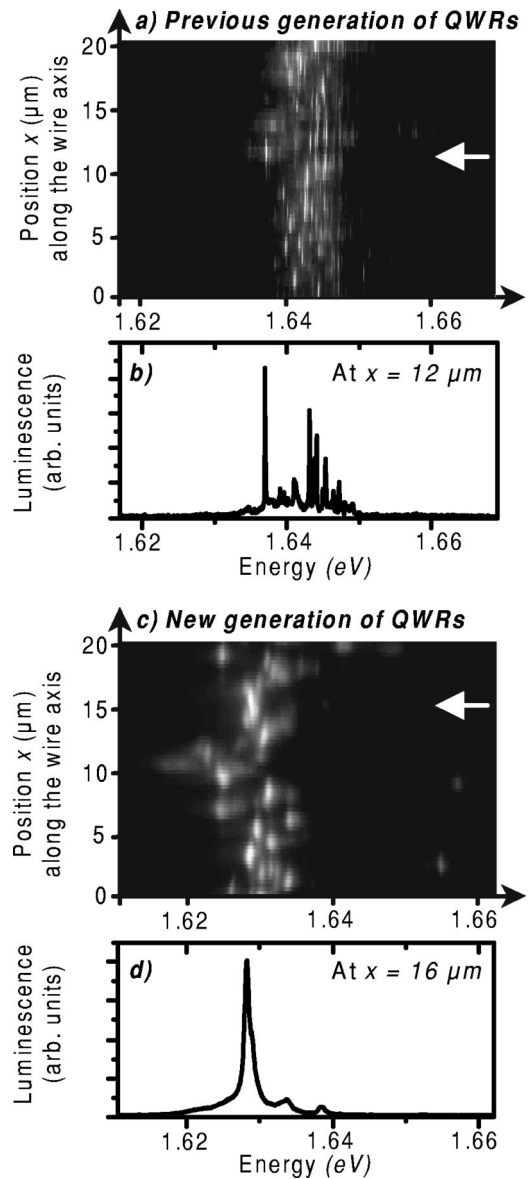 a) Previous generation of QWRs
Position x (µm)
along the wire axis
20
15
10
5
0
1.62
1.64
1.66
b)
At x = 12 µm
Luminescence
(arb. units)
1.62
1.64
1.66
Energy (eV)
c) New generation of QWRs
Position x (µm)
along the wire axis
20
15
10
5
0
1.62
1.64
1.66
d)
At x = 16 µm
Luminescence
(arb. units)
1.62
1.64
1.66
Energy (eV)